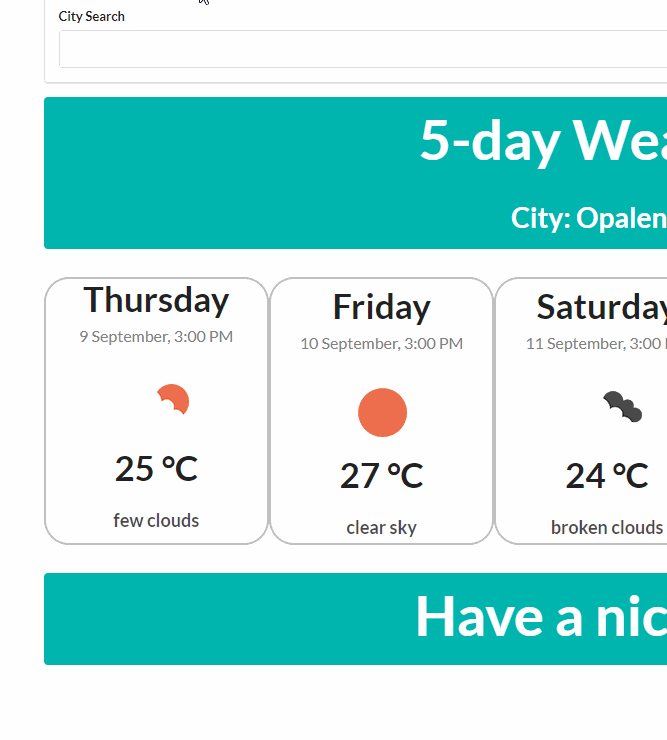 City Search
5-day Wea
City: Opalen
Thursday
9 September, 3:00 PM
25 °C
few clouds
Friday
10 September, 3:00 PM
27 °C
clear sky
Saturday
11 September, 3:00
24 °C
broken clouds
Have a nic